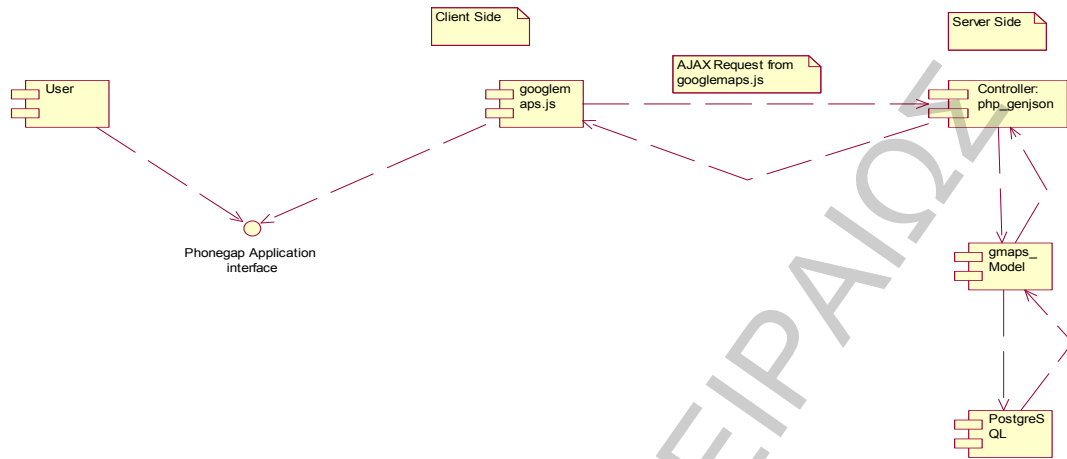 Client Side
Server Side
User
googlem
aps.js
AJAX Request from
googlemaps.js
Controller:
php_genjson
Phonegap Application
interface
gmaps_
Model
PostgreS
QL
ΕΙΡΑΙΩΣ